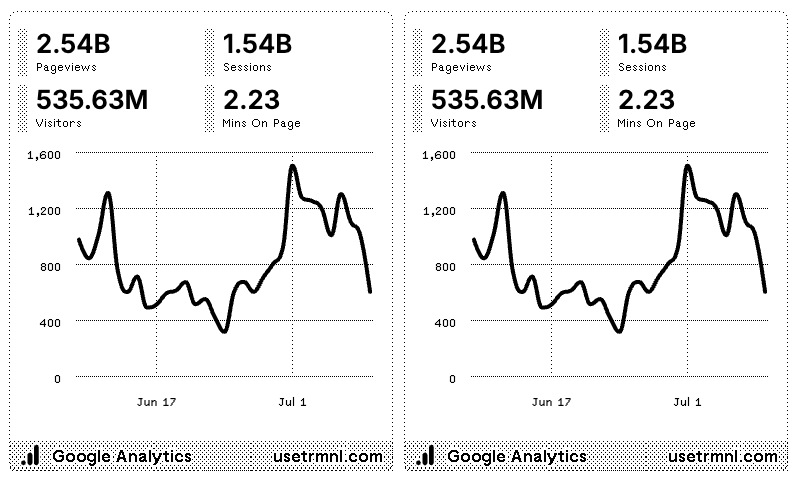 2.54B
Pageviews
1.54B
Sessions
535.63M
Visitors
2.23
Mins On Page
1,600
1,200
800
400
0
Jun 17
Jul 1
Google Analytics
usetrmnl.com
2.54B
Pageviews
1.54B
Sessions
535.63M
Visitors
2.23
Mins On Page
1,600
1,200
800
400
0
Jun 17
Jul 1
Google Analytics
usetrmnl.com